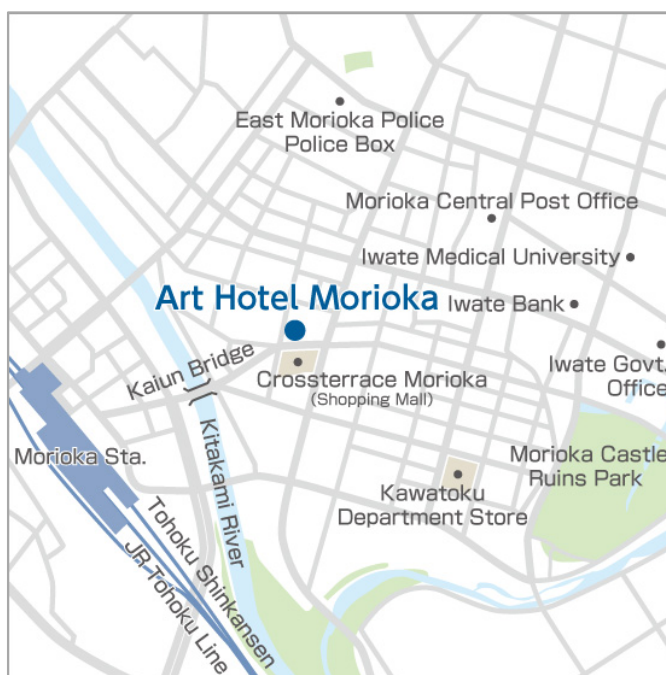 East Morioka Police
Police Box
Morioka Central Post Office
Iwate Medical University
Art Hotel Morioka
Iwate Bank
Kaiun Bridge
Crossterrace Morioka
(Shopping Mall)
Iwate Govt.
Office
Morioka Sta.
Kitakami River
Morioka Castle
Ruins Park
Kawatoku
Department Store
Tohoku Shinkansen
JR Tohoku Line